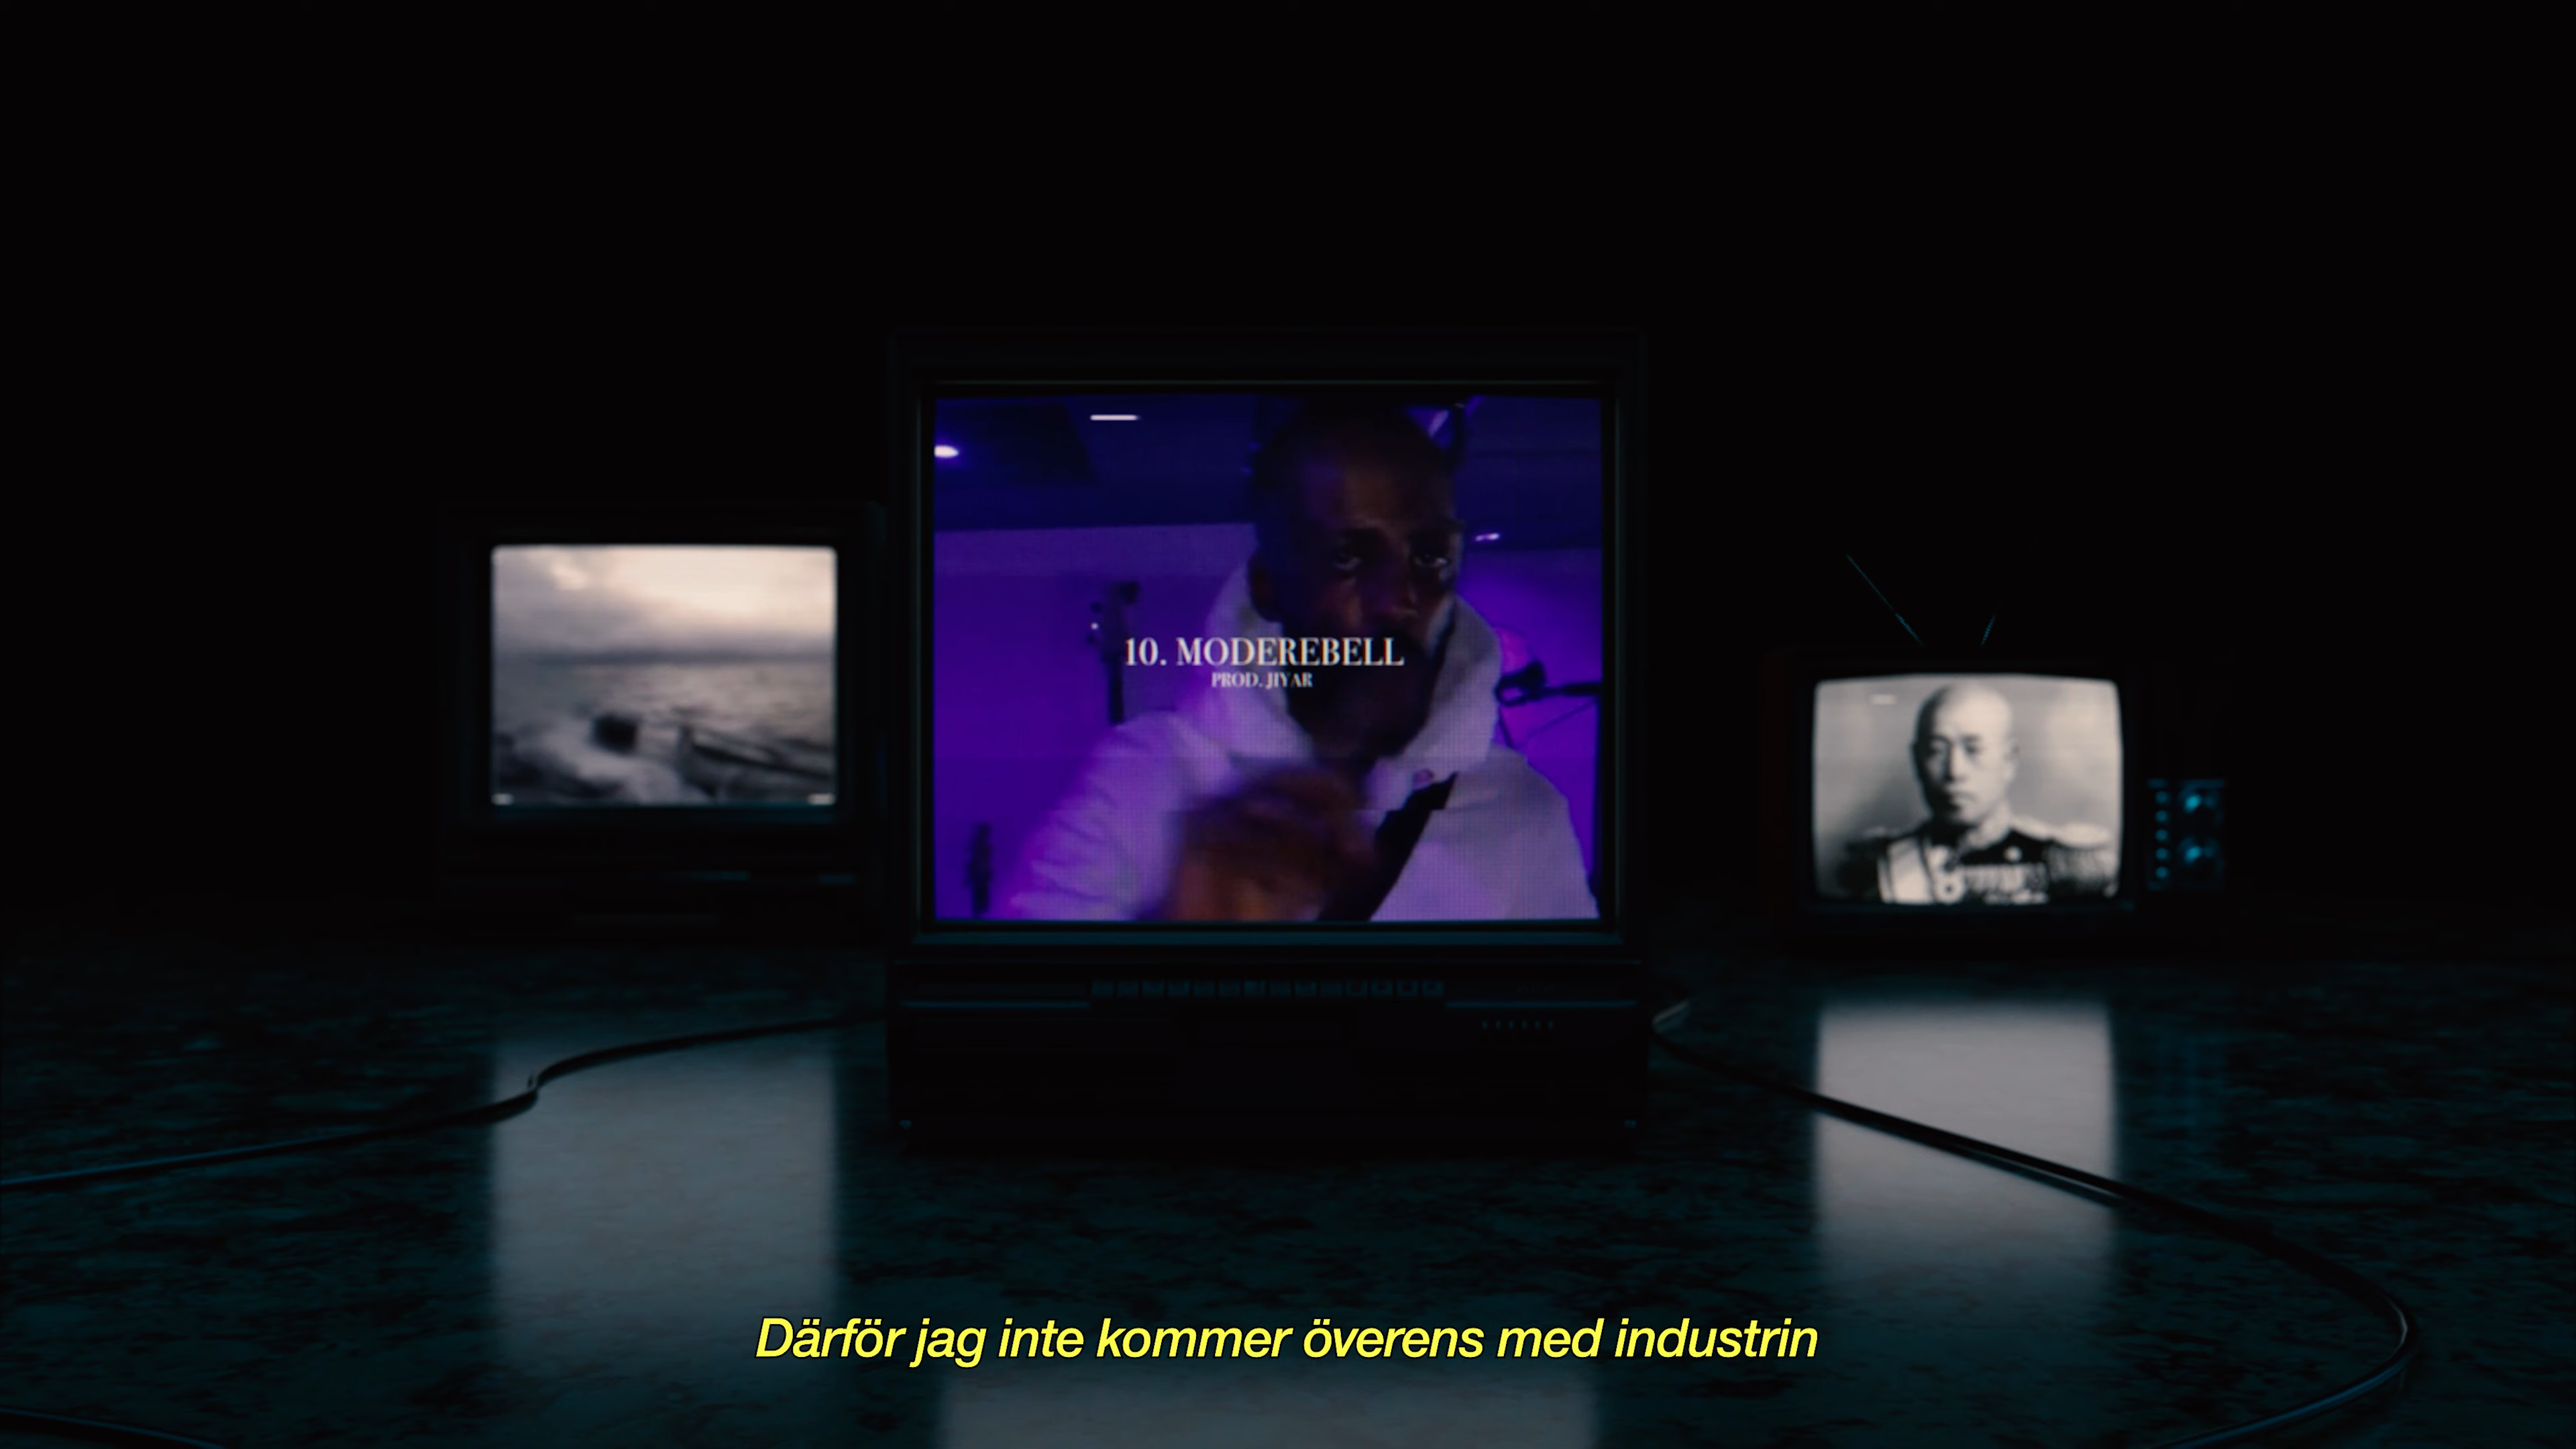 10. MODEREBELL
PROD. JIYAR
Därför jag inte kommer överens med industrin